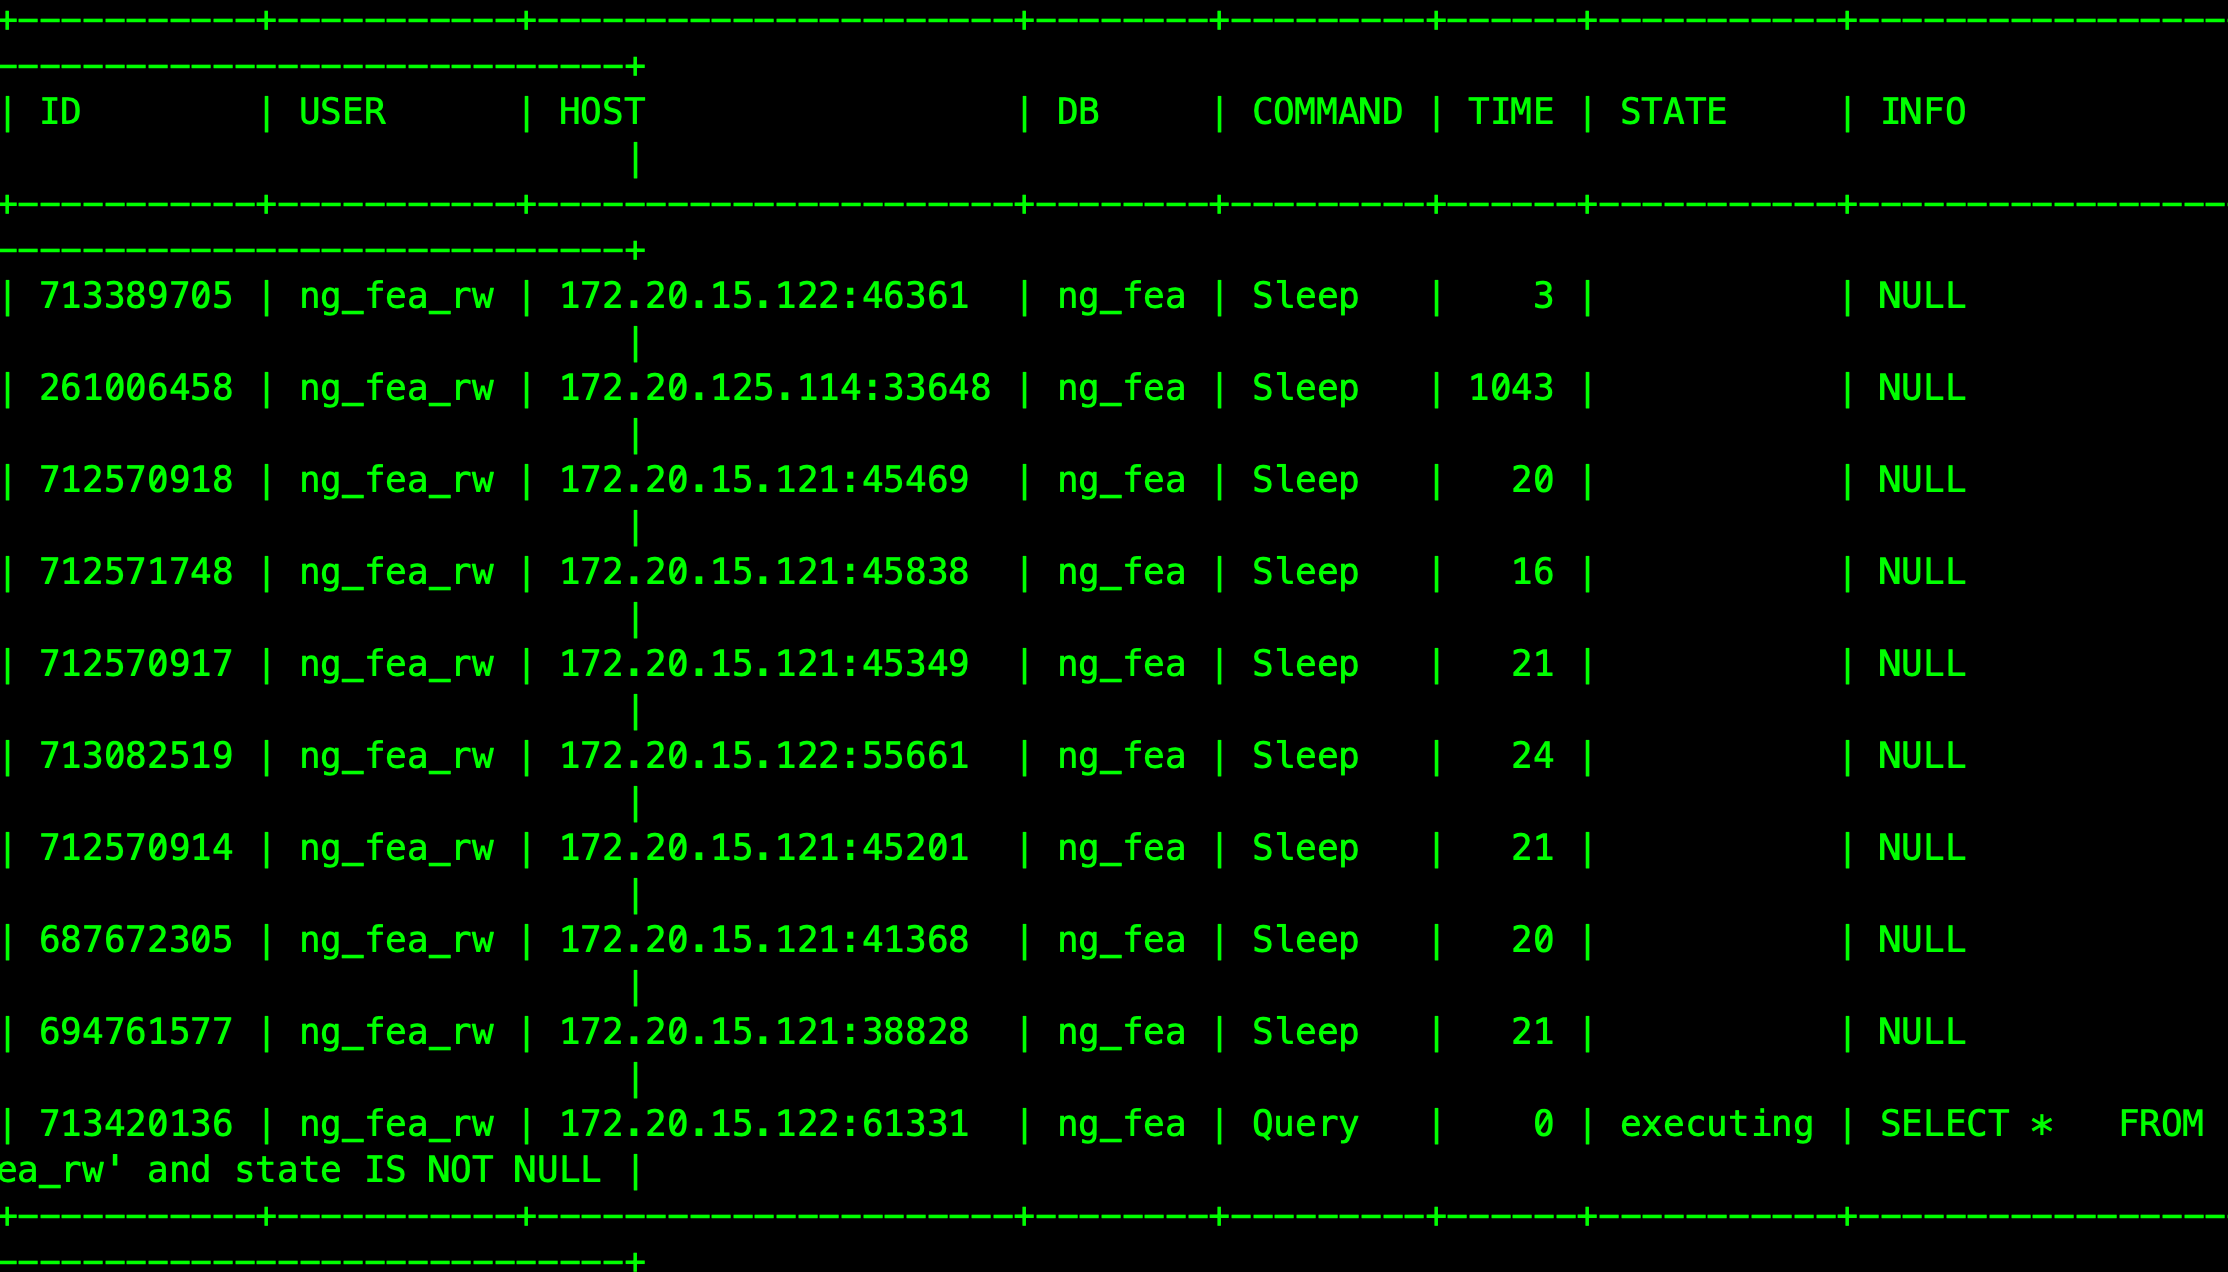 +-----------+-----------+----------------------+--------+---------+------+-----------+-----------------
-----------------------------+
| ID        | USER      | HOST                 | DB     | COMMAND | TIME | STATE     | INFO
                             |
+-----------+-----------+----------------------+--------+---------+------+-----------+-----------------
-----------------------------+
| 713389705 | ng_fea_rw | 172.20.15.122:46361  | ng_fea | Sleep   |    3 |           | NULL
                             |
| 261006458 | ng_fea_rw | 172.20.125.114:33648 | ng_fea | Sleep   | 1043 |           | NULL
                             |
| 712570918 | ng_fea_rw | 172.20.15.121:45469  | ng_fea | Sleep   |   20 |           | NULL
                             |
| 712571748 | ng_fea_rw | 172.20.15.121:45838  | ng_fea | Sleep   |   16 |           | NULL
                             |
| 712570917 | ng_fea_rw | 172.20.15.121:45349  | ng_fea | Sleep   |   21 |           | NULL
                             |
| 713082519 | ng_fea_rw | 172.20.15.122:55661  | ng_fea | Sleep   |   24 |           | NULL
                             |
| 712570914 | ng_fea_rw | 172.20.15.121:45201  | ng_fea | Sleep   |   21 |           | NULL
                             |
| 687672305 | ng_fea_rw | 172.20.15.121:41368  | ng_fea | Sleep   |   20 |           | NULL
                             |
| 694761577 | ng_fea_rw | 172.20.15.121:38828  | ng_fea | Sleep   |   21 |           | NULL
                             |
| 713420136 | ng_fea_rw | 172.20.15.122:61331  | ng_fea | Query   |    0 | executing | SELECT *   FROM
ea_rw' and state IS NOT NULL |
+-----------+-----------+----------------------+--------+---------+------+-----------+-----------------
-----------------------------+